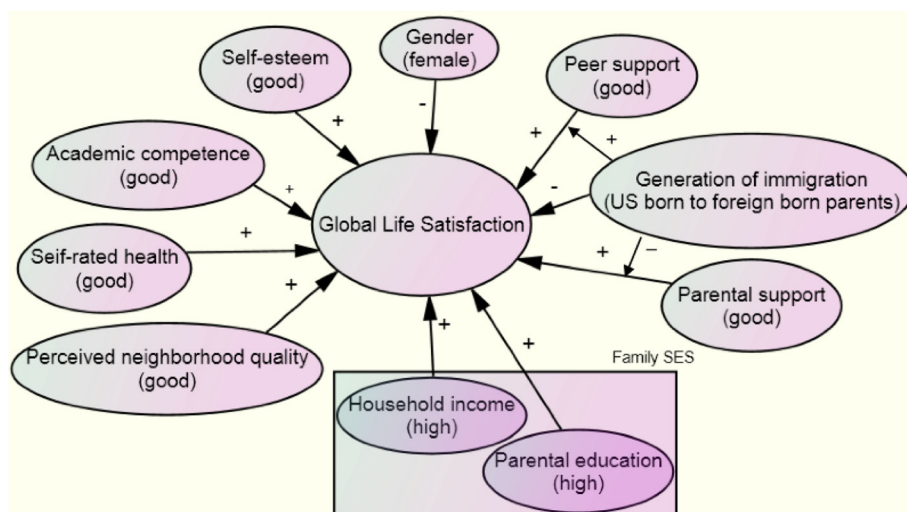 Gender
(female)
Self-esteem
(good)
Peer support
(good)
-
+
+
+
Academic competence
(good)
Generation of immigration
(US born to foreign born parents)
+
-
Global Life Satisfaction
+
Seif-rated health
(good)
+
–
Parental support
(good)
+
Perceived neighborhood quality
(good)
+
+
Family SES
Household income
(high)
Parental education
(high)